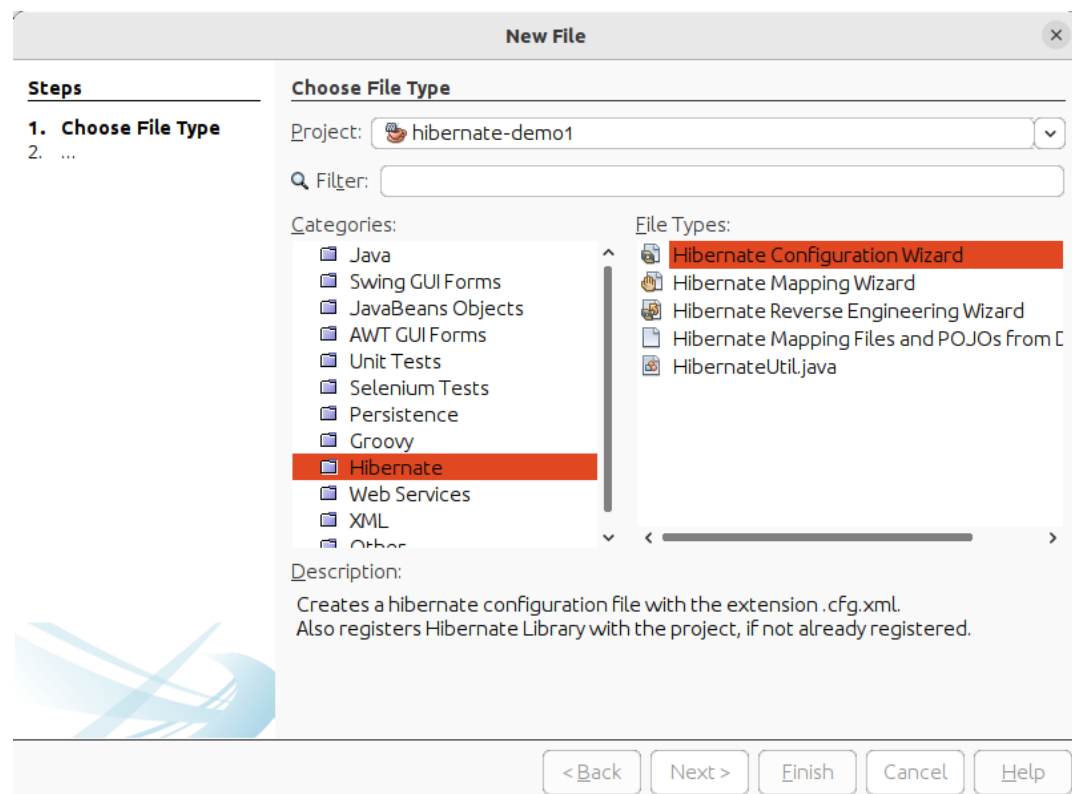 New File
Steps
1. Choose File Type
2. ...
Choose File Type
Project: hibernate-demo1
Filter:
Categories:
Java
Swing GUI Forms
JavaBeans Objects
AWT GUI Forms
Unit Tests
Selenium Tests
Persistence
Groovy
Hibernate
Web Services
XML
Other
File Types:
Hibernate Configuration Wizard
Hibernate Mapping Wizard
Hibernate Reverse Engineering Wizard
Hibernate Mapping Files and POJOs from
HibernateUtil.java
Description:
Creates a hibernate configuration file with the extension .cfg.xml.
Also registers Hibernate Library with the project, if not already registered.
< Back
Next >
Finish
Cancel
Help